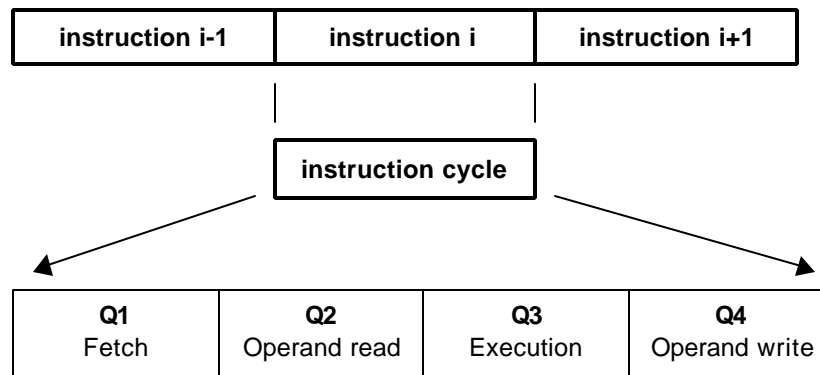 instruction i-1 instruction i instruction i+1
instruction cycle
Q1 Q2 Q3 Q4
Fetch Operand read Execution Operand write